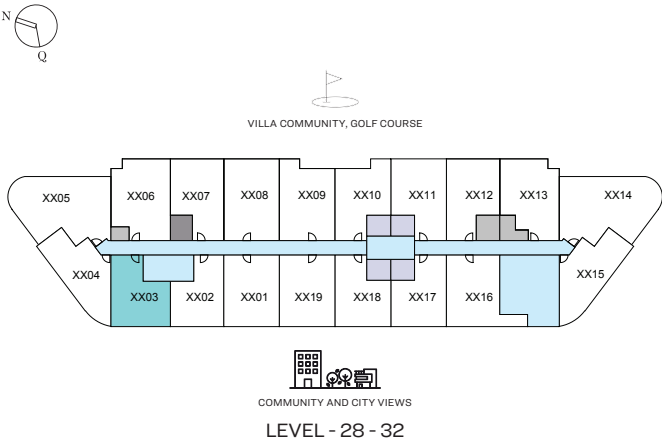 N
Q
VILLA COMMUNITY, GOLF COURSE
XX05
XX06
XX07
XX08
XX09
XX10
XX11
XX12
XX13
XX14
XX04
XX03
XX02
XX01
XX19
XX18
XX17
XX16
XX15
COMMUNITY AND CITY VIEWS
LEVEL - 28 - 32